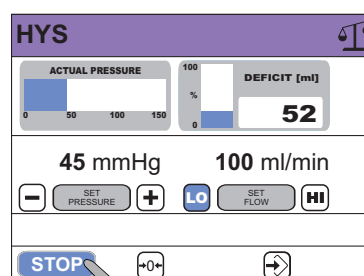 HYS
ACTUAL PRESSURE
0 50 100 150
100
%
0
DEFICIT [ml]
52
45 mmHg
100 ml/min
SET
PRESSURE
LO
SET
FLOW
HI
STOP
0